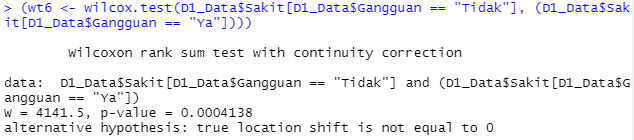 > (wt6 <- wilcox.test(D1_Data$Sakit[D1_Data$Gangguan == "Tidak"], (D1_Data$Sak
it[D1_Data$Gangguan == "Ya"])))
        Wilcoxon rank sum test with continuity correction
data:  D1_Data$Sakit[D1_Data$Gangguan == "Tidak"] and (D1_Data$Sakit[D1_Data$G
angguan == "Ya"])
W = 4141.5, p-value = 0.0004138
alternative hypothesis: true location shift is not equal to 0